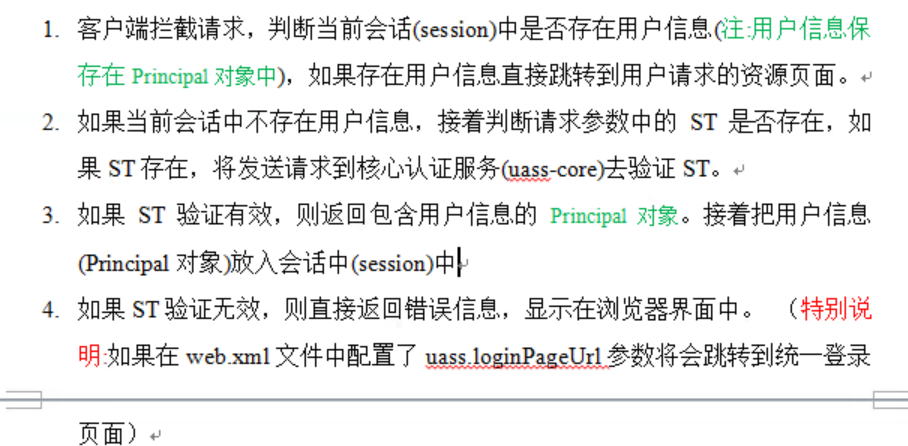 1. 客户端拦截请求，判断当前会话(session)中是否存在用户信息(注:用户信息保
存在 Principal 对象中)，如果存在用户信息直接跳转到用户请求的资源页面。
2. 如果当前会话中不存在用户信息，接着判断请求参数中的 ST 是否存在，如
果 ST 存在，将发送请求到核心认证服务(uass-core)去验证 ST。
3. 如果 ST 验证有效，则返回包含用户信息的 Principal 对象。接着把用户信息
(Principal 对象)放入会话中(session)中
4. 如果 ST 验证无效，则直接返回错误信息，显示在浏览器界面中。 （特别说
明:如果在 web.xml 文件中配置了 uass.loginPageUrl 参数将会跳转到统一登录
页面）